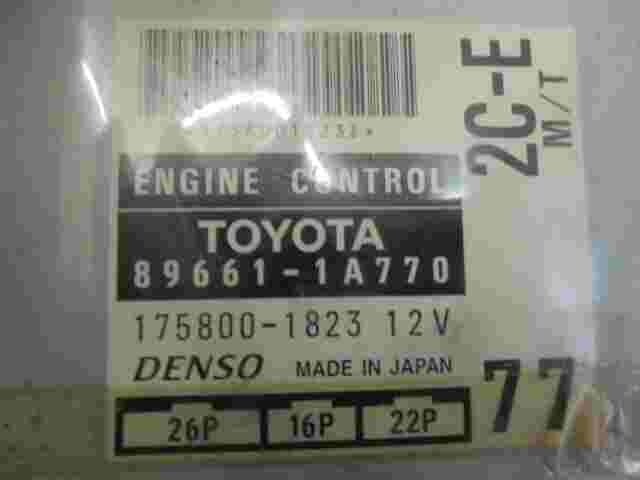 ENGINE CONTROL
TOYOTA
89661-1A770
175800-1823 12V
DENSO MADE IN JAPAN
26P 16P 22P
2C-E
M/T
77